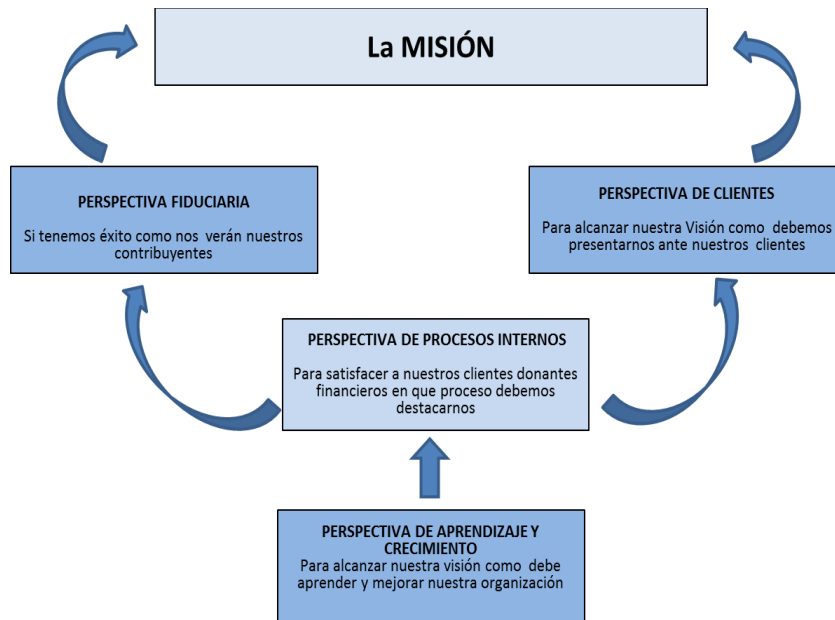 La MISIÓN
PERSPECTIVA FIDUCIARIA
Si tenemos éxito como nos verán nuestros
contribuyentes
PERSPECTIVA DE CLIENTES
Para alcanzar nuestra Visión como debemos
presentarnos ante nuestros clientes
PERSPECTIVA DE PROCESOS INTERNOS
Para satisfacer a nuestros clientes donantes
financieros en que proceso debemos
destacarnos
PERSPECTIVA DE APRENDIZAJE Y
CRECIMIENTO
Para alcanzar nuestra visión como debe
aprender y mejorar nuestra organización